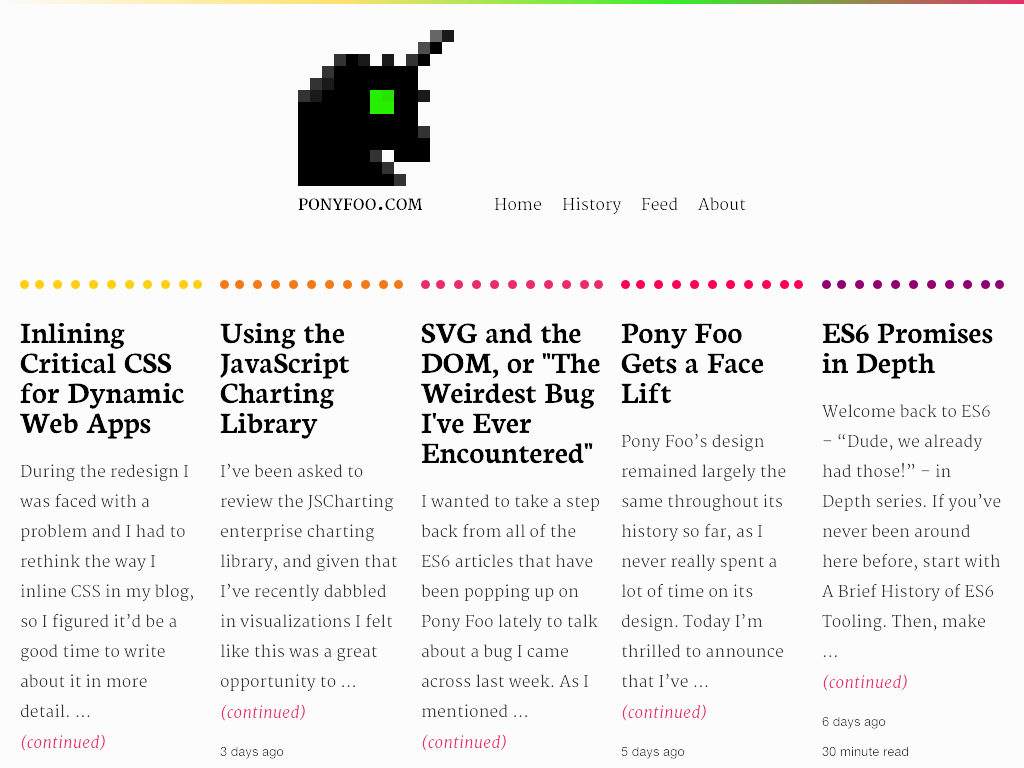 PONYFOO.COM
Home History Feed About
Inlining
Critical CSS
for Dynamic
Web Apps
During the redesign I
was faced with a
problem and I had to
rethink the way I
inline CSS in my blog,
so I figured it’d be a
good time to write
about it in more
detail. …
(continued)
Using the
JavaScript
Charting
Library
I’ve been asked to
review the JSCharting
enterprise charting
library, and given that
I’ve recently dabbled
in visualizations I felt
like this was a great
opportunity to …
(continued)
3 days ago
SVG and the
DOM, or "The
Weirdest Bug
I've Ever
Encountered"
I wanted to take a step
back from all of the
ES6 articles that have
been popping up on
Pony Foo lately to talk
about a bug I came
across last week. As I
mentioned …
(continued)
Pony Foo
Gets a Face
Lift
Pony Foo’s design
remained largely the
same throughout its
history so far, as I
never really spent a
lot of time on its
design. Today I’m
thrilled to announce
that I’ve …
(continued)
5 days ago
ES6 Promises
in Depth
Welcome back to ES6
– “Dude, we already
had those!” – in
Depth series. If you’ve
never been around
here before, start with
A Brief History of ES6
Tooling. Then, make
…
(continued)
6 days ago
30 minute read